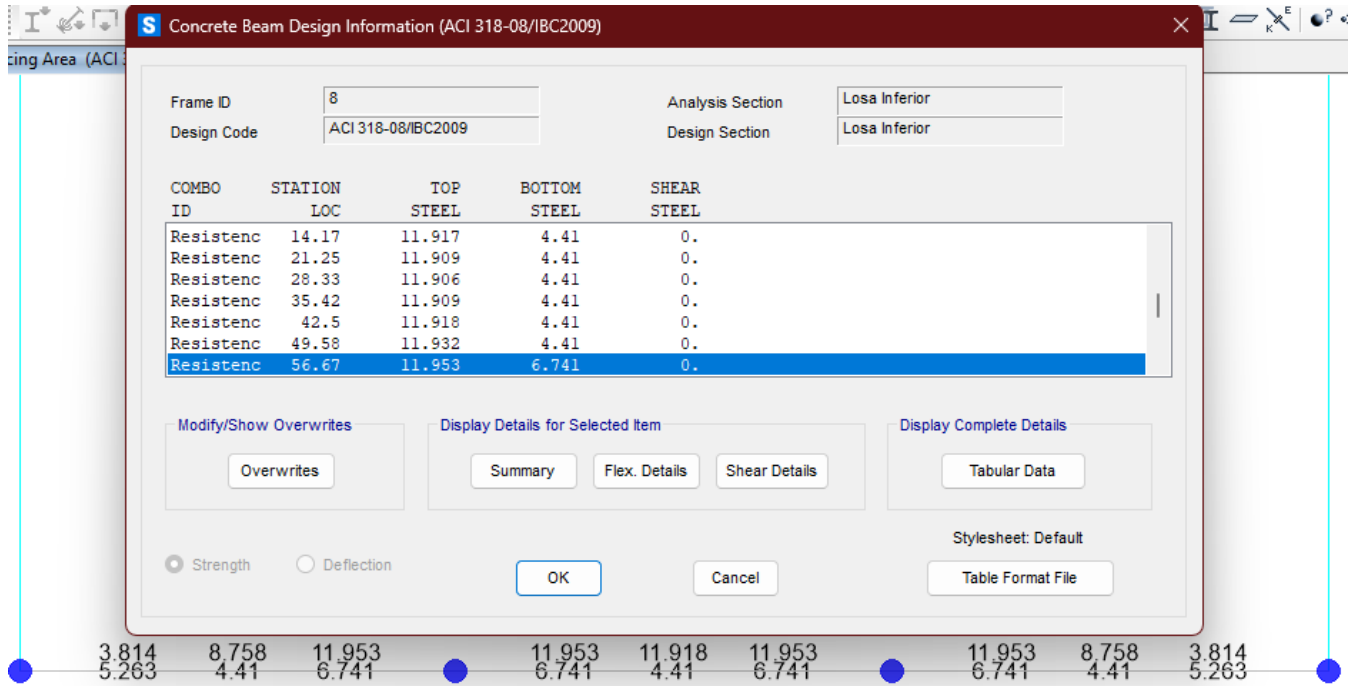 S Concrete Beam Design Information (ACI 318-08/IBC2009)
E
K
?
cing Area (ACI
Frame ID 8 Analysis Section Losa Inferior
Design Code ACI 318-08/IBC2009 Design Section Losa Inferior
COMBO STATION TOP BOTTOM SHEAR
ID LOC STEEL STEEL STEEL
Resistenc 14.17 11.917 4.41 0.
Resistenc 21.25 11.909 4.41 0.
Resistenc 28.33 11.906 4.41 0.
Resistenc 35.42 11.909 4.41 0.
Resistenc 42.5 11.918 4.41 0.
Resistenc 49.58 11.932 4.41 0.
Resistenc 56.67 11.953 6.741 0.
Modify/Show Overwrites Display Details for Selected Item Display Complete Details
Overwrites Summary Flex. Details Shear Details Tabular Data
Stylesheet: Default
Strength Deflection OK Cancel Table Format File
3.814 8.758 11.953 11.953 11.918 11.953 11.953 8.758 3.814
5.263 4.41 6.741 6.741 4.41 6.741 6.741 4.41 5.263